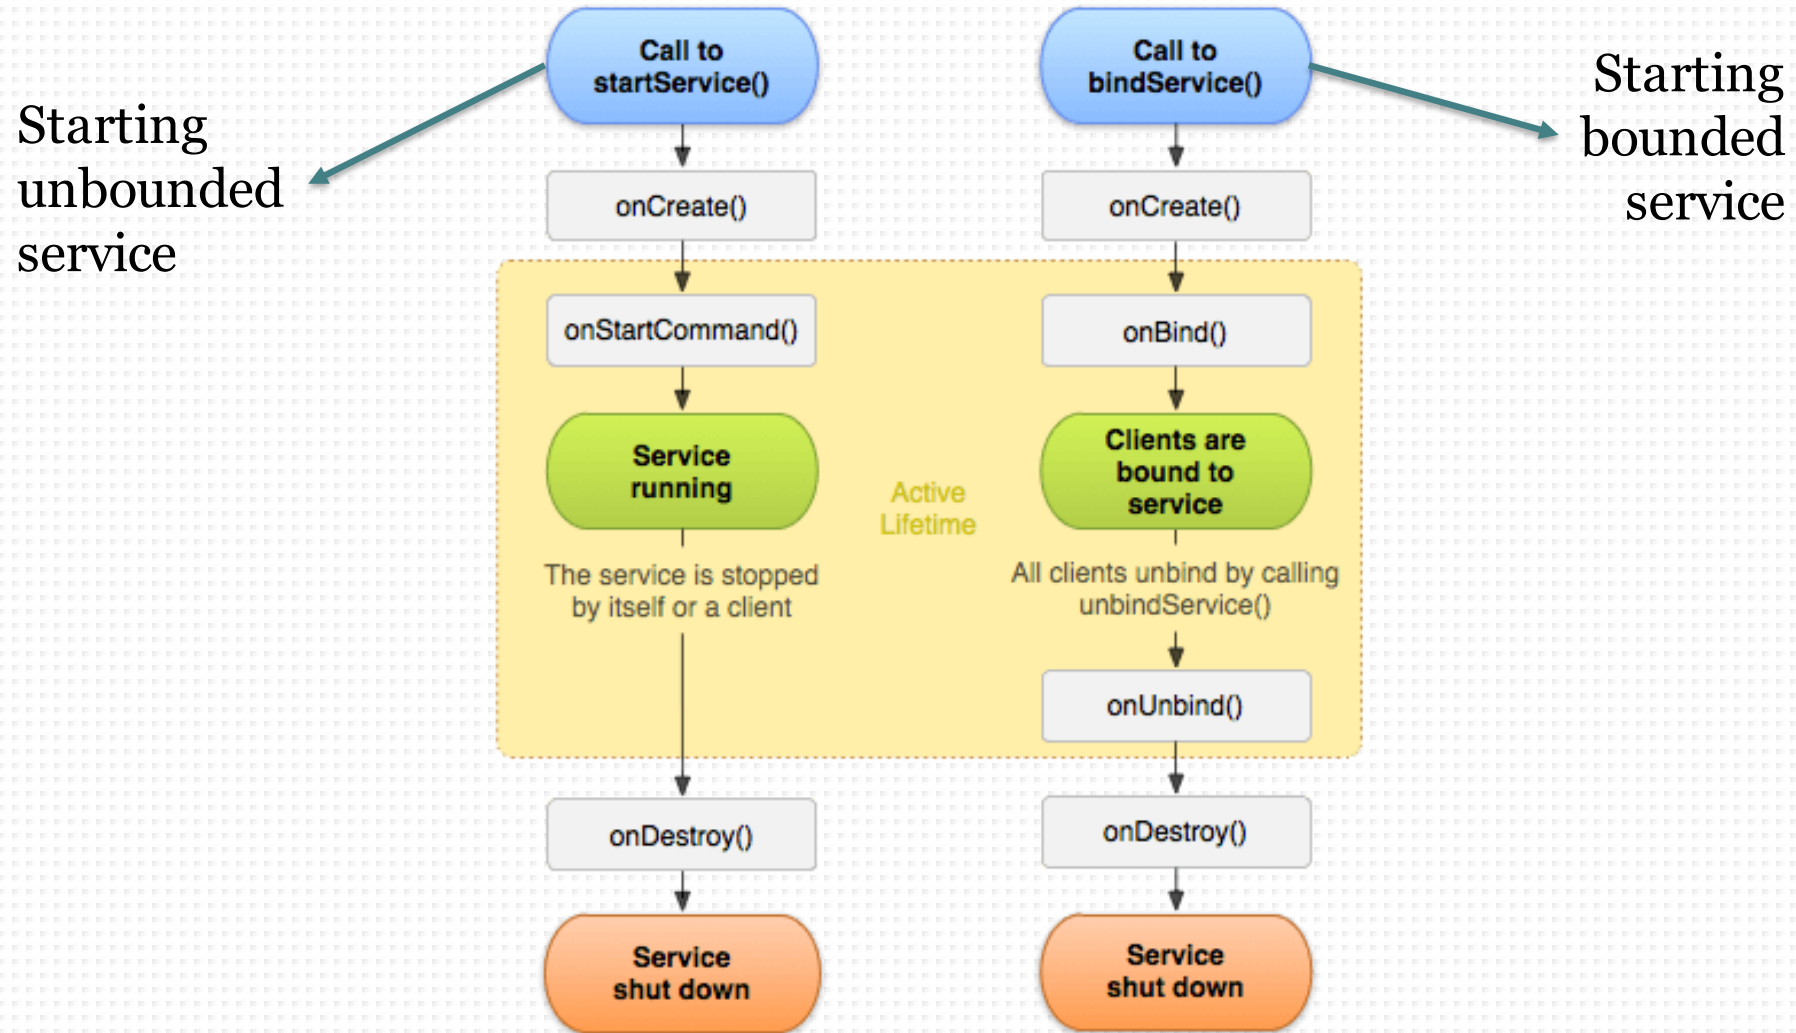 Starting
unbounded
service
Call to
startService()
onCreate()
onStartCommand()
Service
running
The service is stopped
by itself or a client
onDestroy()
Service
shut down
Active
Lifetime
Call to
bindService()
onCreate()
onBind()
Clients are
bound to
service
All clients unbind by calling
unbindService()
onUnbind()
onDestroy()
Service
shut down
Starting
bounded
service